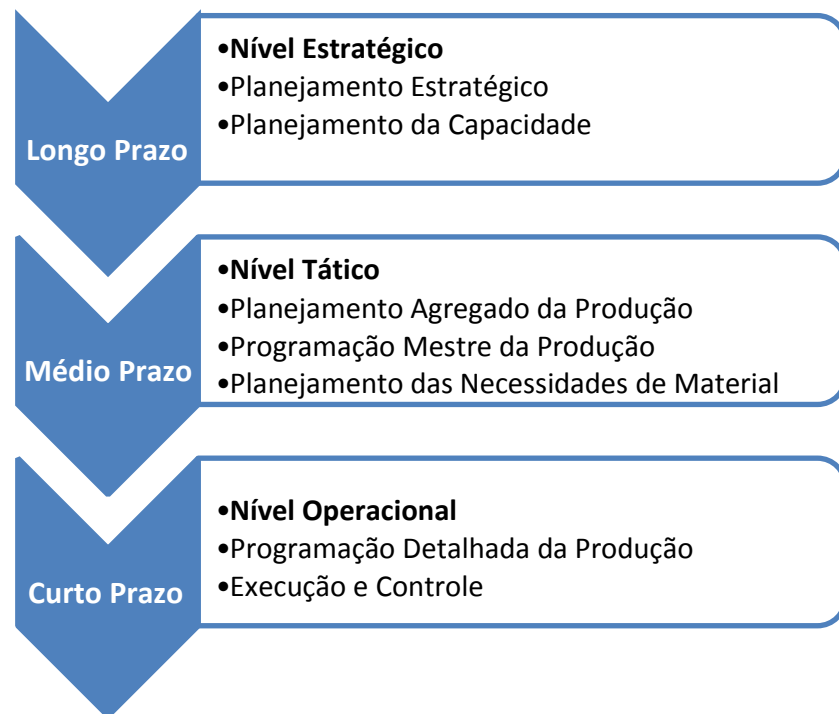 Longo Prazo
•Nível Estratégico
•Planejamento Estratégico
•Planejamento da Capacidade
Médio Prazo
•Nível Tático
•Planejamento Agregado da Produção
•Programação Mestre da Produção
•Planejamento das Necessidades de Material
Curto Prazo
•Nível Operacional
•Programação Detalhada da Produção
•Execução e Controle